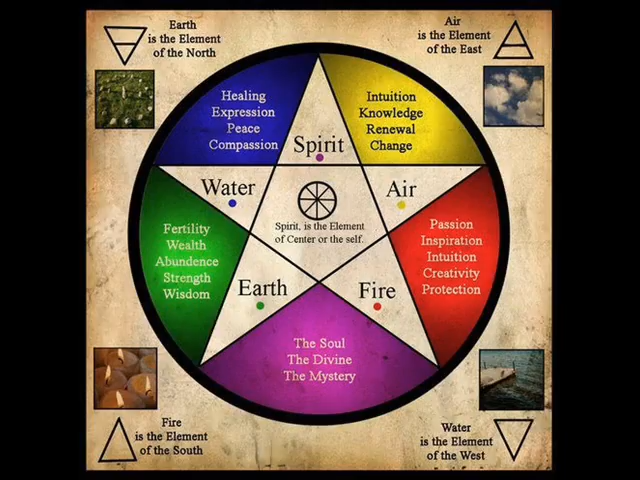 Earth
is the Element
of the North
Air
is the Element
of the East
Healing
Expression
Peace
Compassion
Intuition
Knowledge
Renewal
Change
Spirit
Water
Air
Spirit, is the Element
of Center or the self.
Fertility
Wealth
Abundence
Strength
Wisdom
Passion
Inspiration
Intuition
Creativity
Protection
Earth
Fire
The Soul
The Divine
The Mystery
Fire
is the Element
of the South
Water
is the Element
of the West